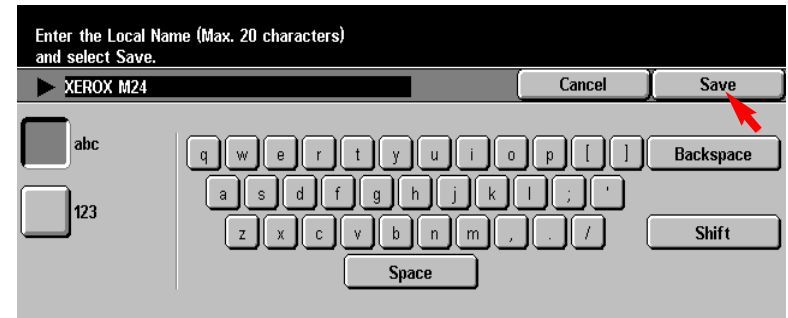 Enter the Local Name (Max. 20 characters)
and select Save.
XEROX M24 Cancel Save
abc
q w e r t y u i o p [ ] Backspace
a s d f g h j k l ; '
123
z x c v b n m , . / Shift
Space